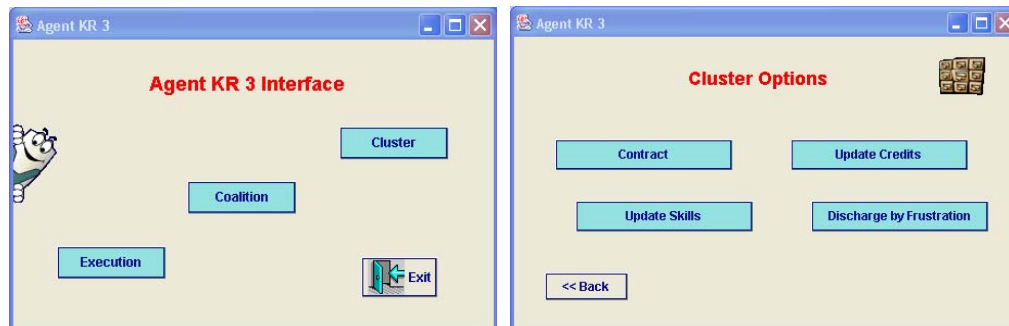 Agent KR 3
Agent KR 3 Interface
Cluster
Coalition
Execution
Exit
Agent KR 3
Cluster Options
Contract
Update Credits
Update Skills
Discharge by Frustration
<< Back